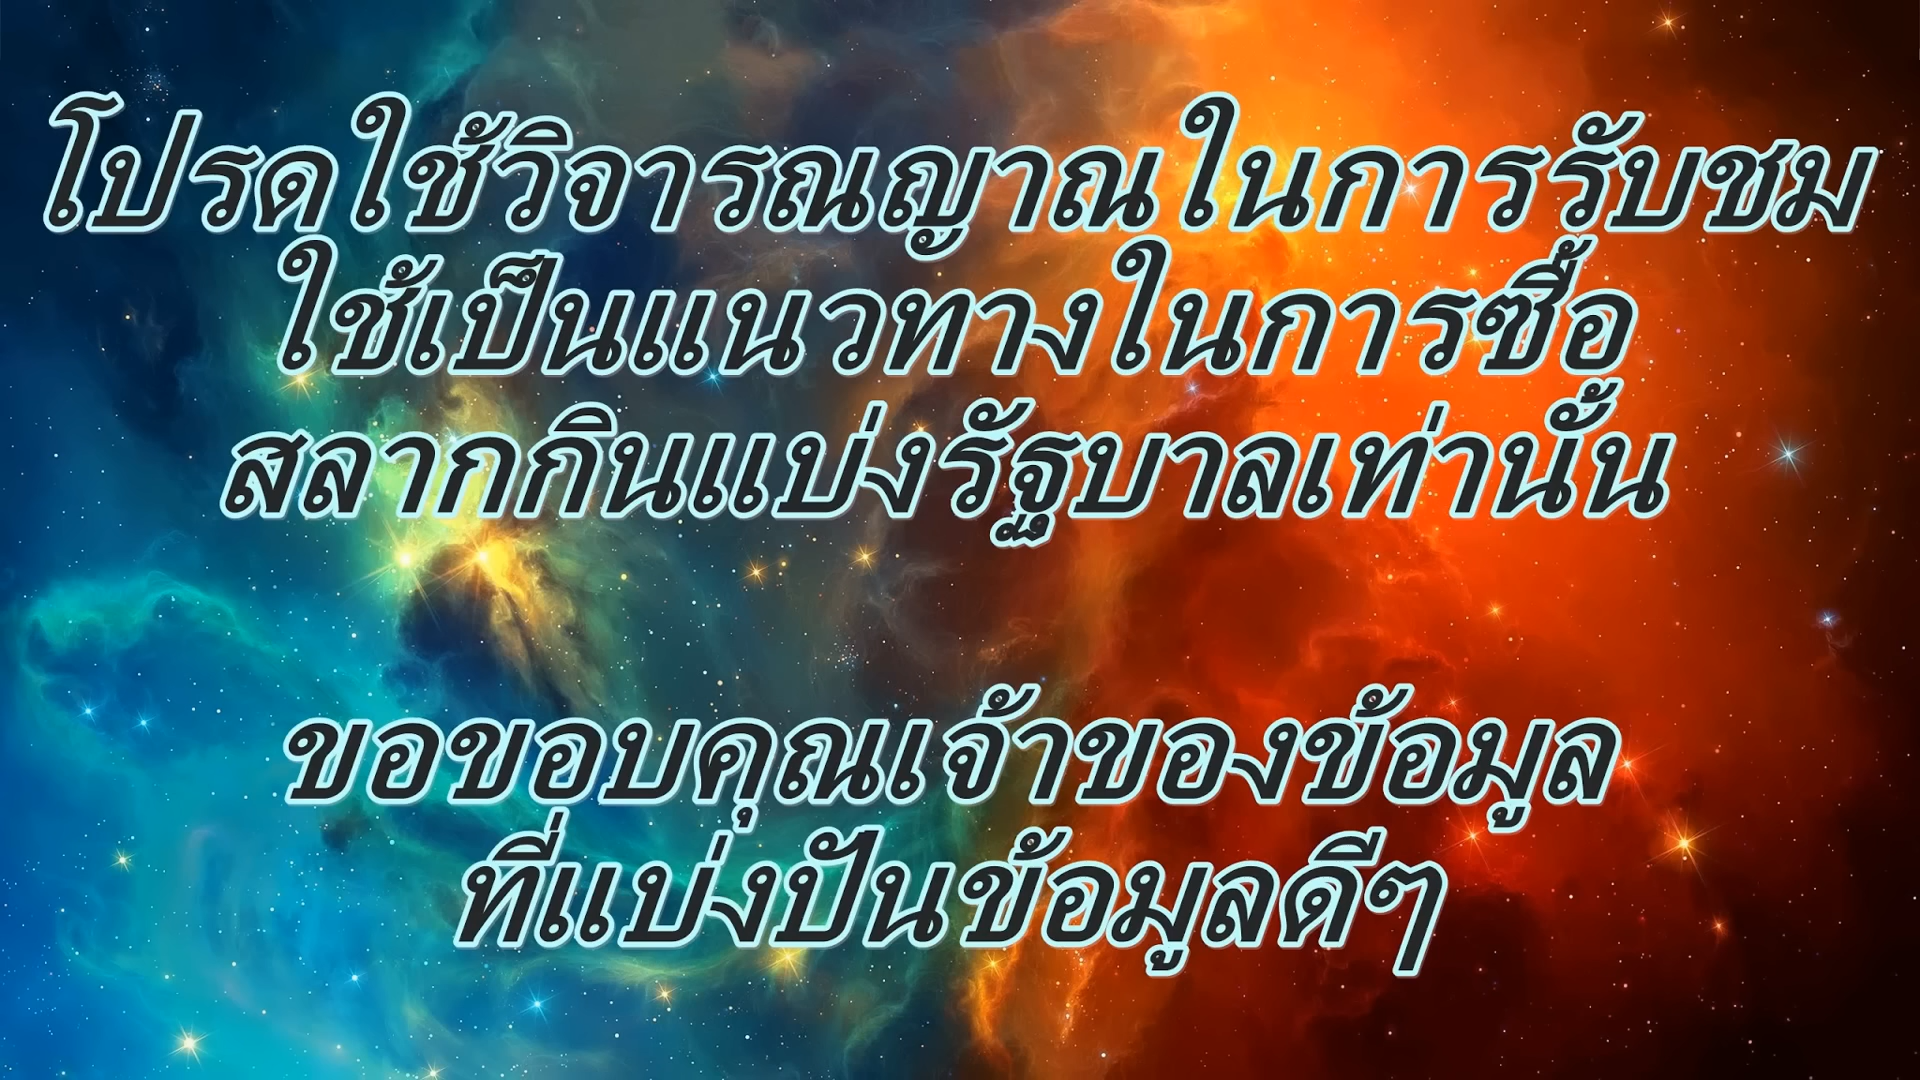 โปรดใช้วิจารณญาณในการรับชม
ใช้เป็นแนวทางในการซื้อ
สลากกินแบ่งรัฐบาลเท่านั้น
ขอขอบคุณเจ้าของข้อมูล
ที่แบ่งปันข้อมูลดีๆ